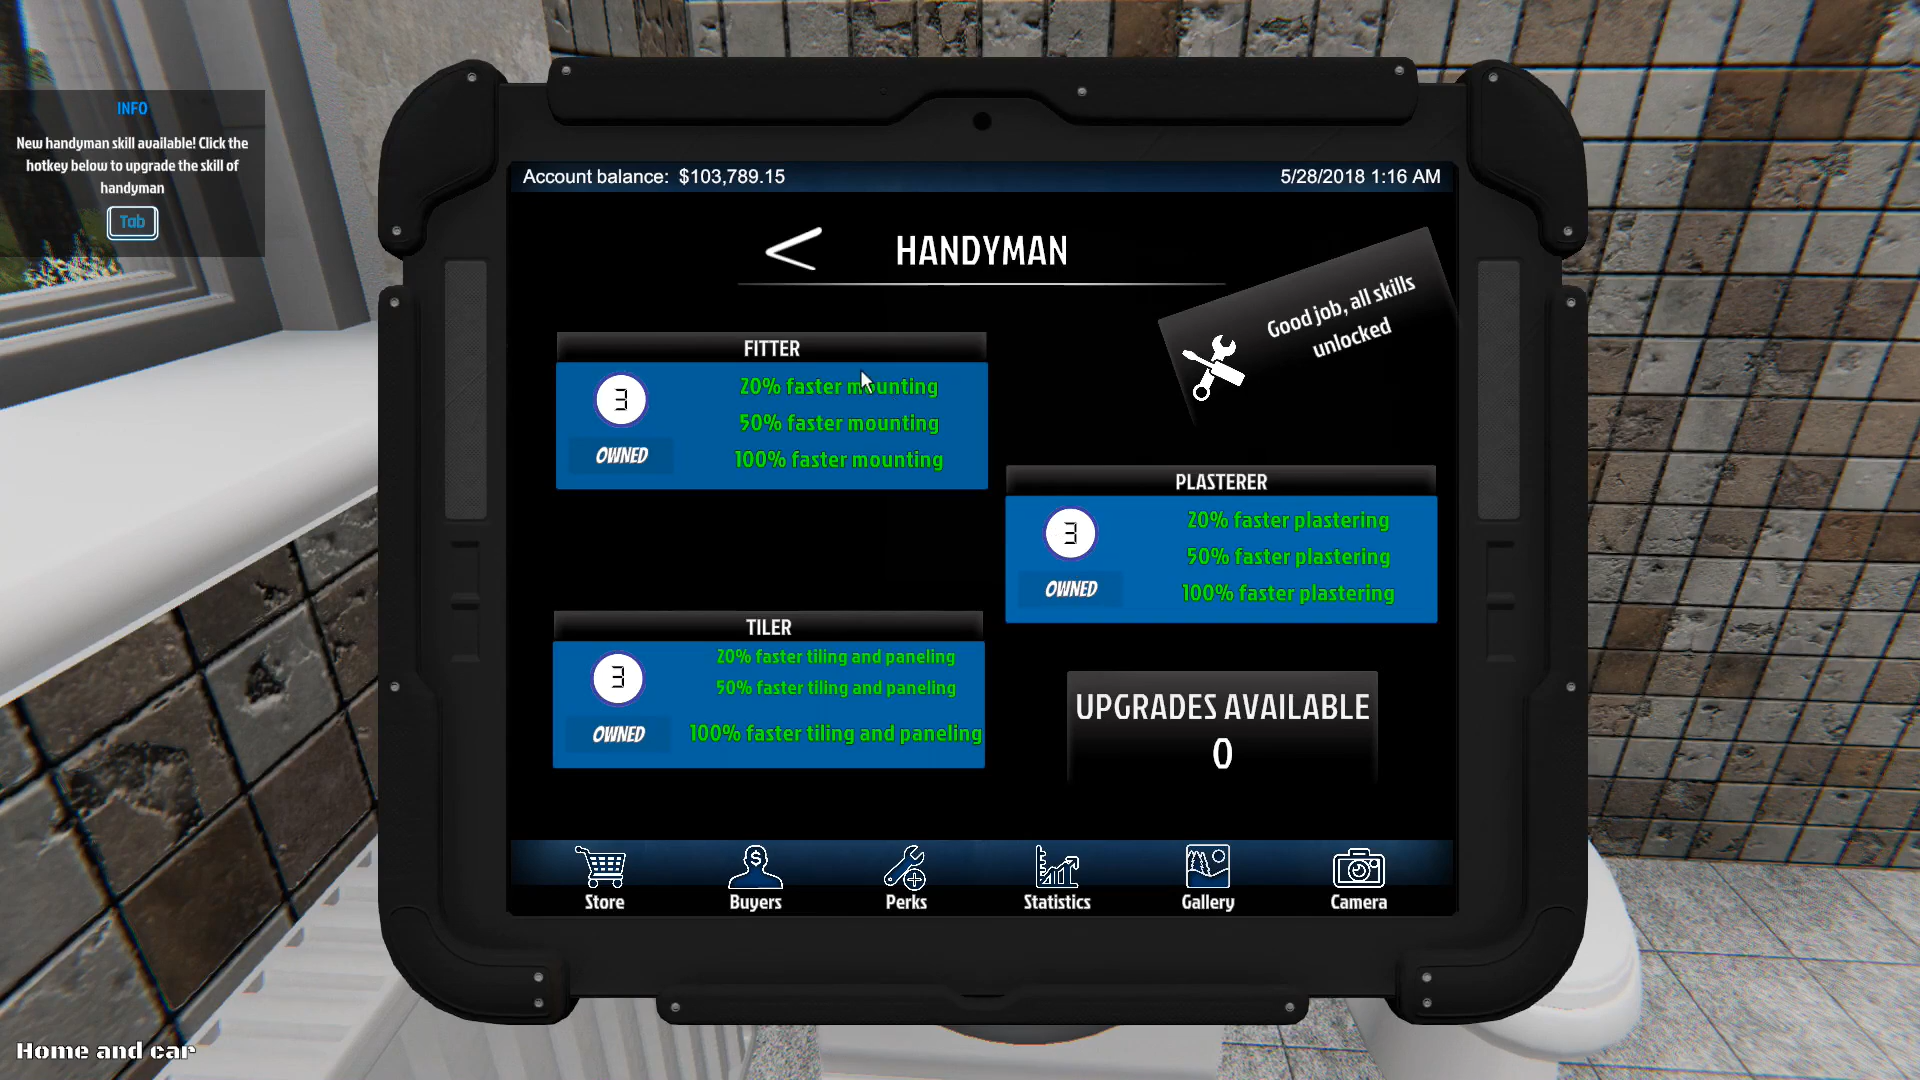 INFO
New handyman skill available! Click the
hotkey below to upgrade the skill of
handyman
Tab
Account balance: $103,789.15
5/28/2018 1:16 AM
<
HANDYMAN
Good job, all skills
unlocked
FITTER
3
OWNED
20% faster mounting
50% faster mounting
100% faster mounting
PLASTERER
3
OWNED
20% faster plastering
50% faster plastering
100% faster plastering
TILER
3
OWNED
20% faster tiling and paneling
50% faster tiling and paneling
100% faster tiling and paneling
UPGRADES AVAILABLE
0
Store
Buyers
Perks
Statistics
Gallery
Camera
Home and car